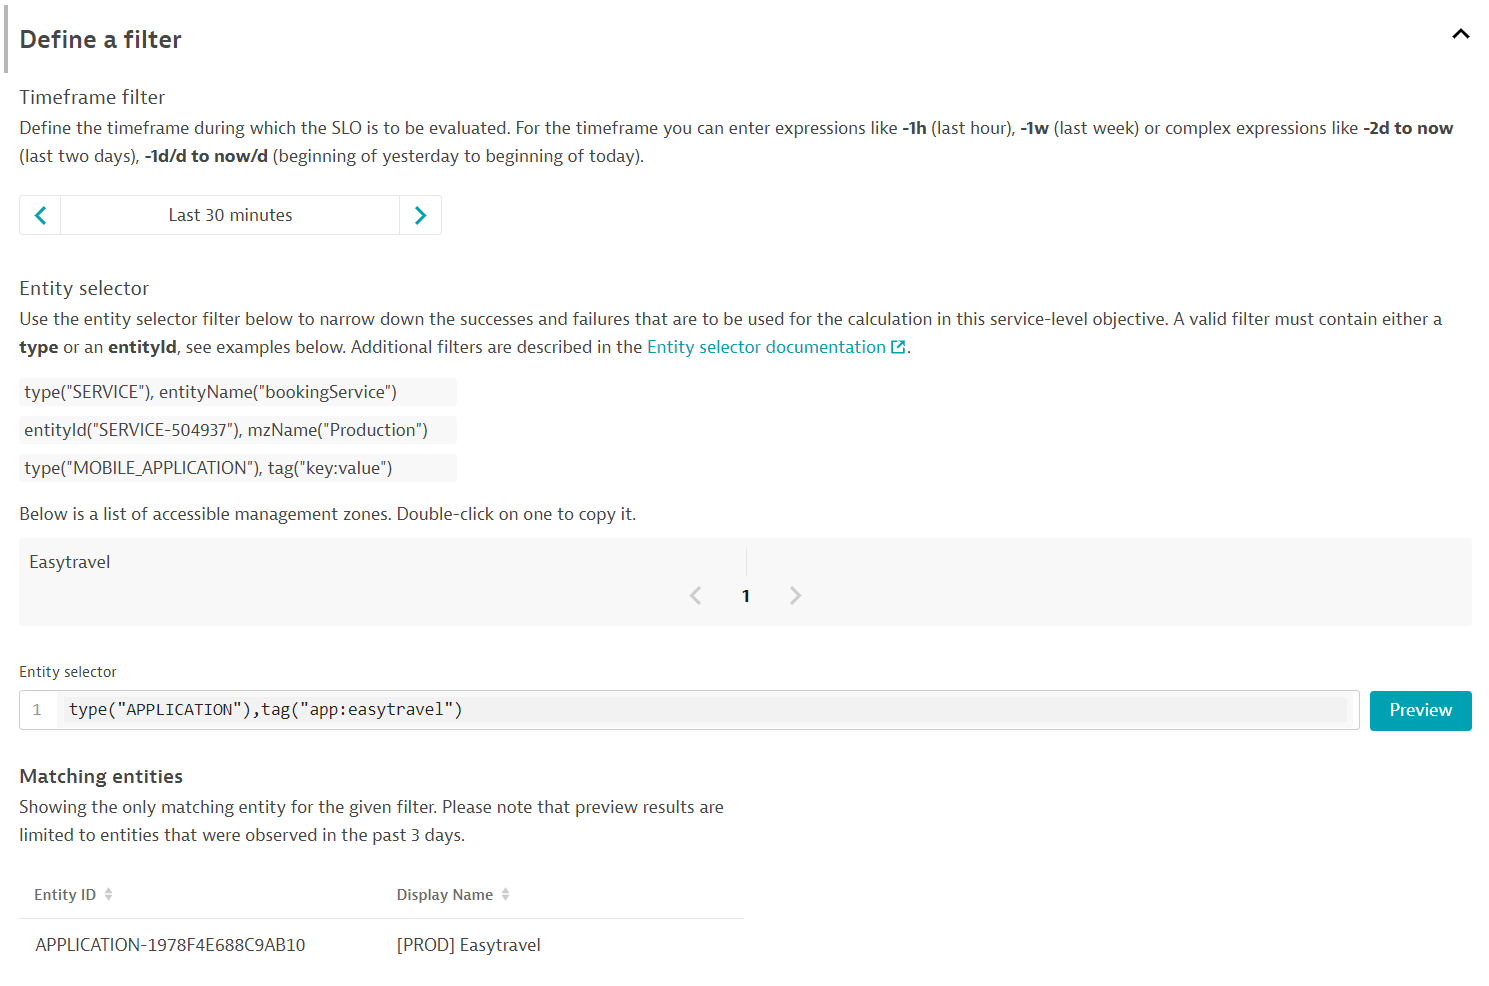 Define a filter
Timeframe filter
Define the timeframe during which the SLO is to be evaluated. For the timeframe you can enter expressions like -1h (last hour), -1w (last week) or complex expressions like -2d to now
(last two days), -1d/d to now/d (beginning of yesterday to beginning of today).
Last 30 minutes
Entity selector
Use the entity selector filter below to narrow down the successes and failures that are to be used for the calculation in this service-level objective. A valid filter must contain either a
type or an entityId, see examples below. Additional filters are described in the Entity selector documentation.
type("SERVICE"), entityName("bookingService")
entityId("SERVICE-504937"), mzName("Production")
type("MOBILE_APPLICATION"), tag("key:value")
Below is a list of accessible management zones. Double-click on one to copy it.
Easytravel
1
Entity selector
1 type("APPLICATION"),tag("app:easytravel")
Preview
Matching entities
Showing the only matching entity for the given filter. Please note that preview results are
limited to entities that were observed in the past 3 days.
Entity ID Display Name
APPLICATION-1978F4E688C9AB10 [PROD] Easytravel